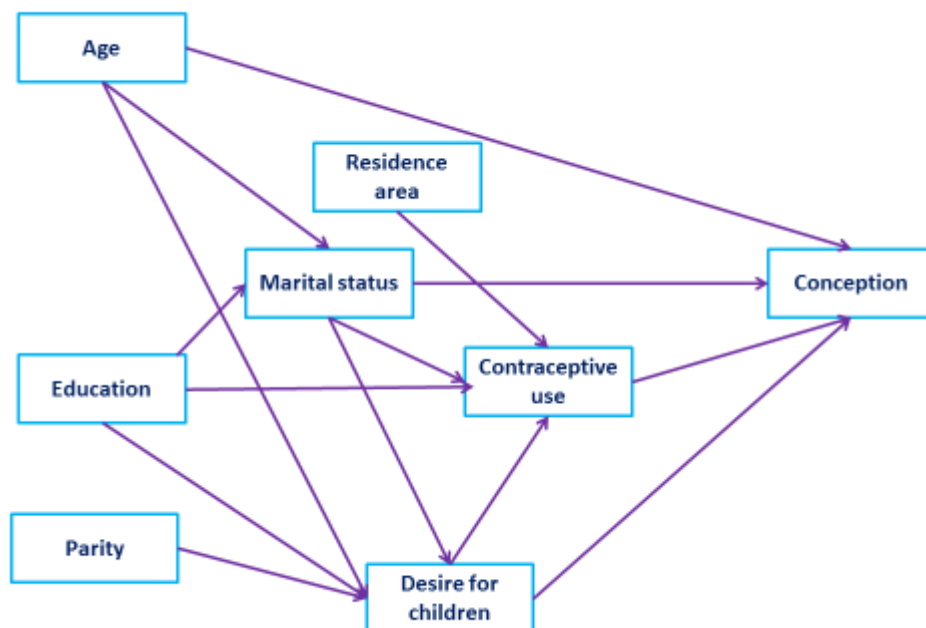 Age
Residence
area
Marital status
Conception
Contraceptive
use
Education
Parity
Desire for
children